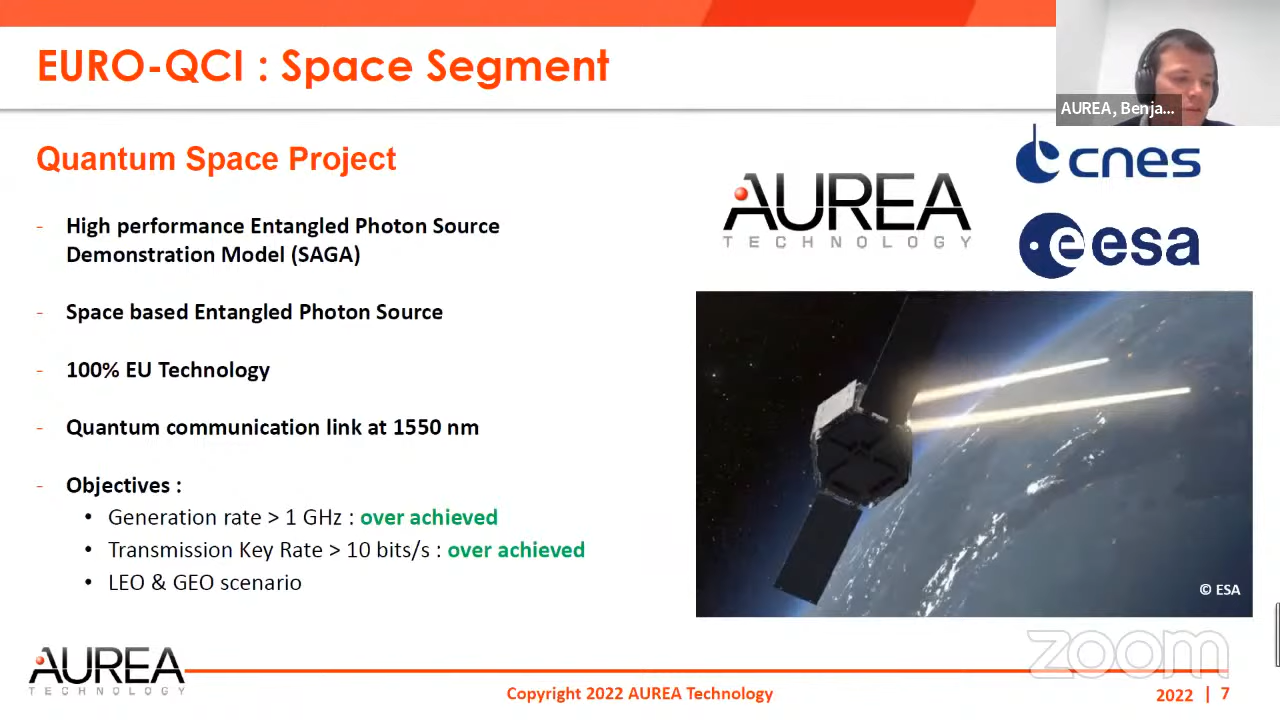 EURO-QCI : Space Segment
AUREA, Benja...
Quantum Space Project
- High performance Entangled Photon Source
Demonstration Model (SAGA)
- Space based Entangled Photon Source
- 100% EU Technology
- Quantum communication link at 1550 nm
- Objectives :
• Generation rate > 1 GHz : over achieved
• Transmission Key Rate > 10 bits/s : over achieved
• LEO & GEO scenario
AUREA
TECHNOLOGY
cnes
eesa
© ESA
zoom
AUREA
TECHNOLOGY
Copyright 2022 AUREA Technology
2022 | 7